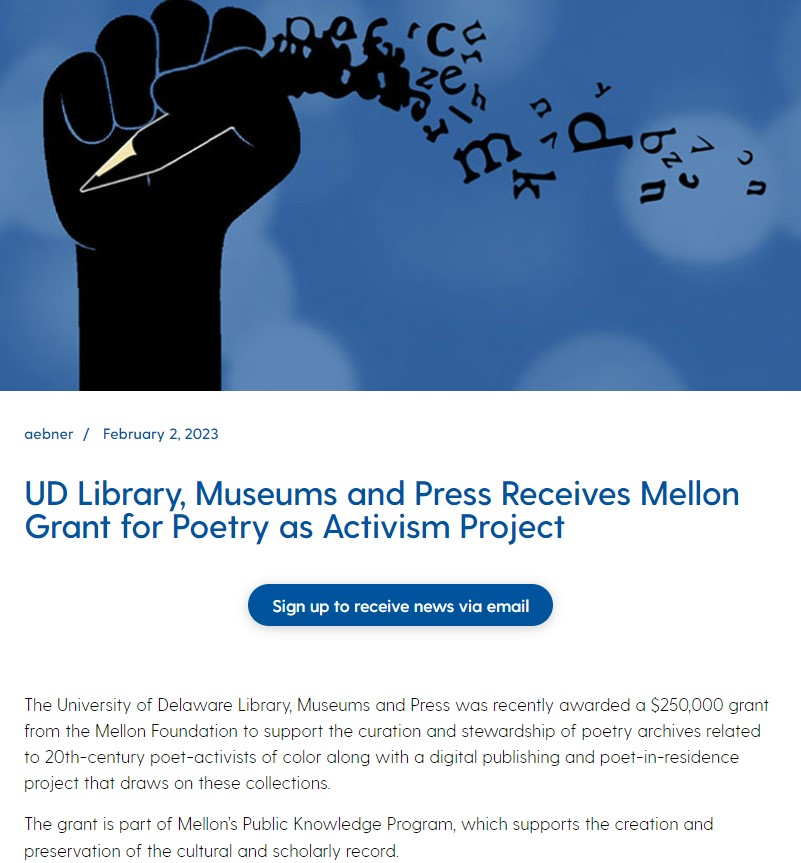 aebner / February 2, 2023
UD Library, Museums and Press Receives Mellon
Grant for Poetry as Activism Project
Sign up to receive news via email
The University of Delaware Library, Museums and Press was recently awarded a $250,000 grant
from the Mellon Foundation to support the curation and stewardship of poetry archives related
to 20th-century poet-activists of color along with a digital publishing and poet-in-residence
project that draws on these collections.
The grant is part of Mellon's Public Knowledge Program, which supports the creation and
preservation of the cultural and scholarly record.